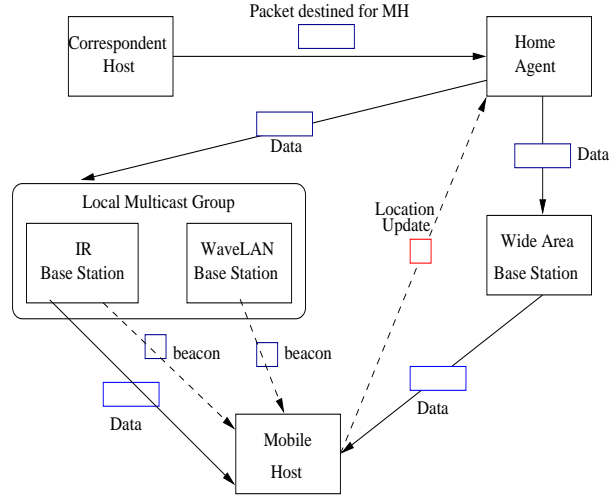 Packet destined for MH
Correspondent
Host
Home
Agent
Data
Data
Local Multicast Group
IR
Base Station
WaveLAN
Base Station
Location
Update
Wide Area
Base Station
beacon
beacon
Data
Data
Mobile
Host